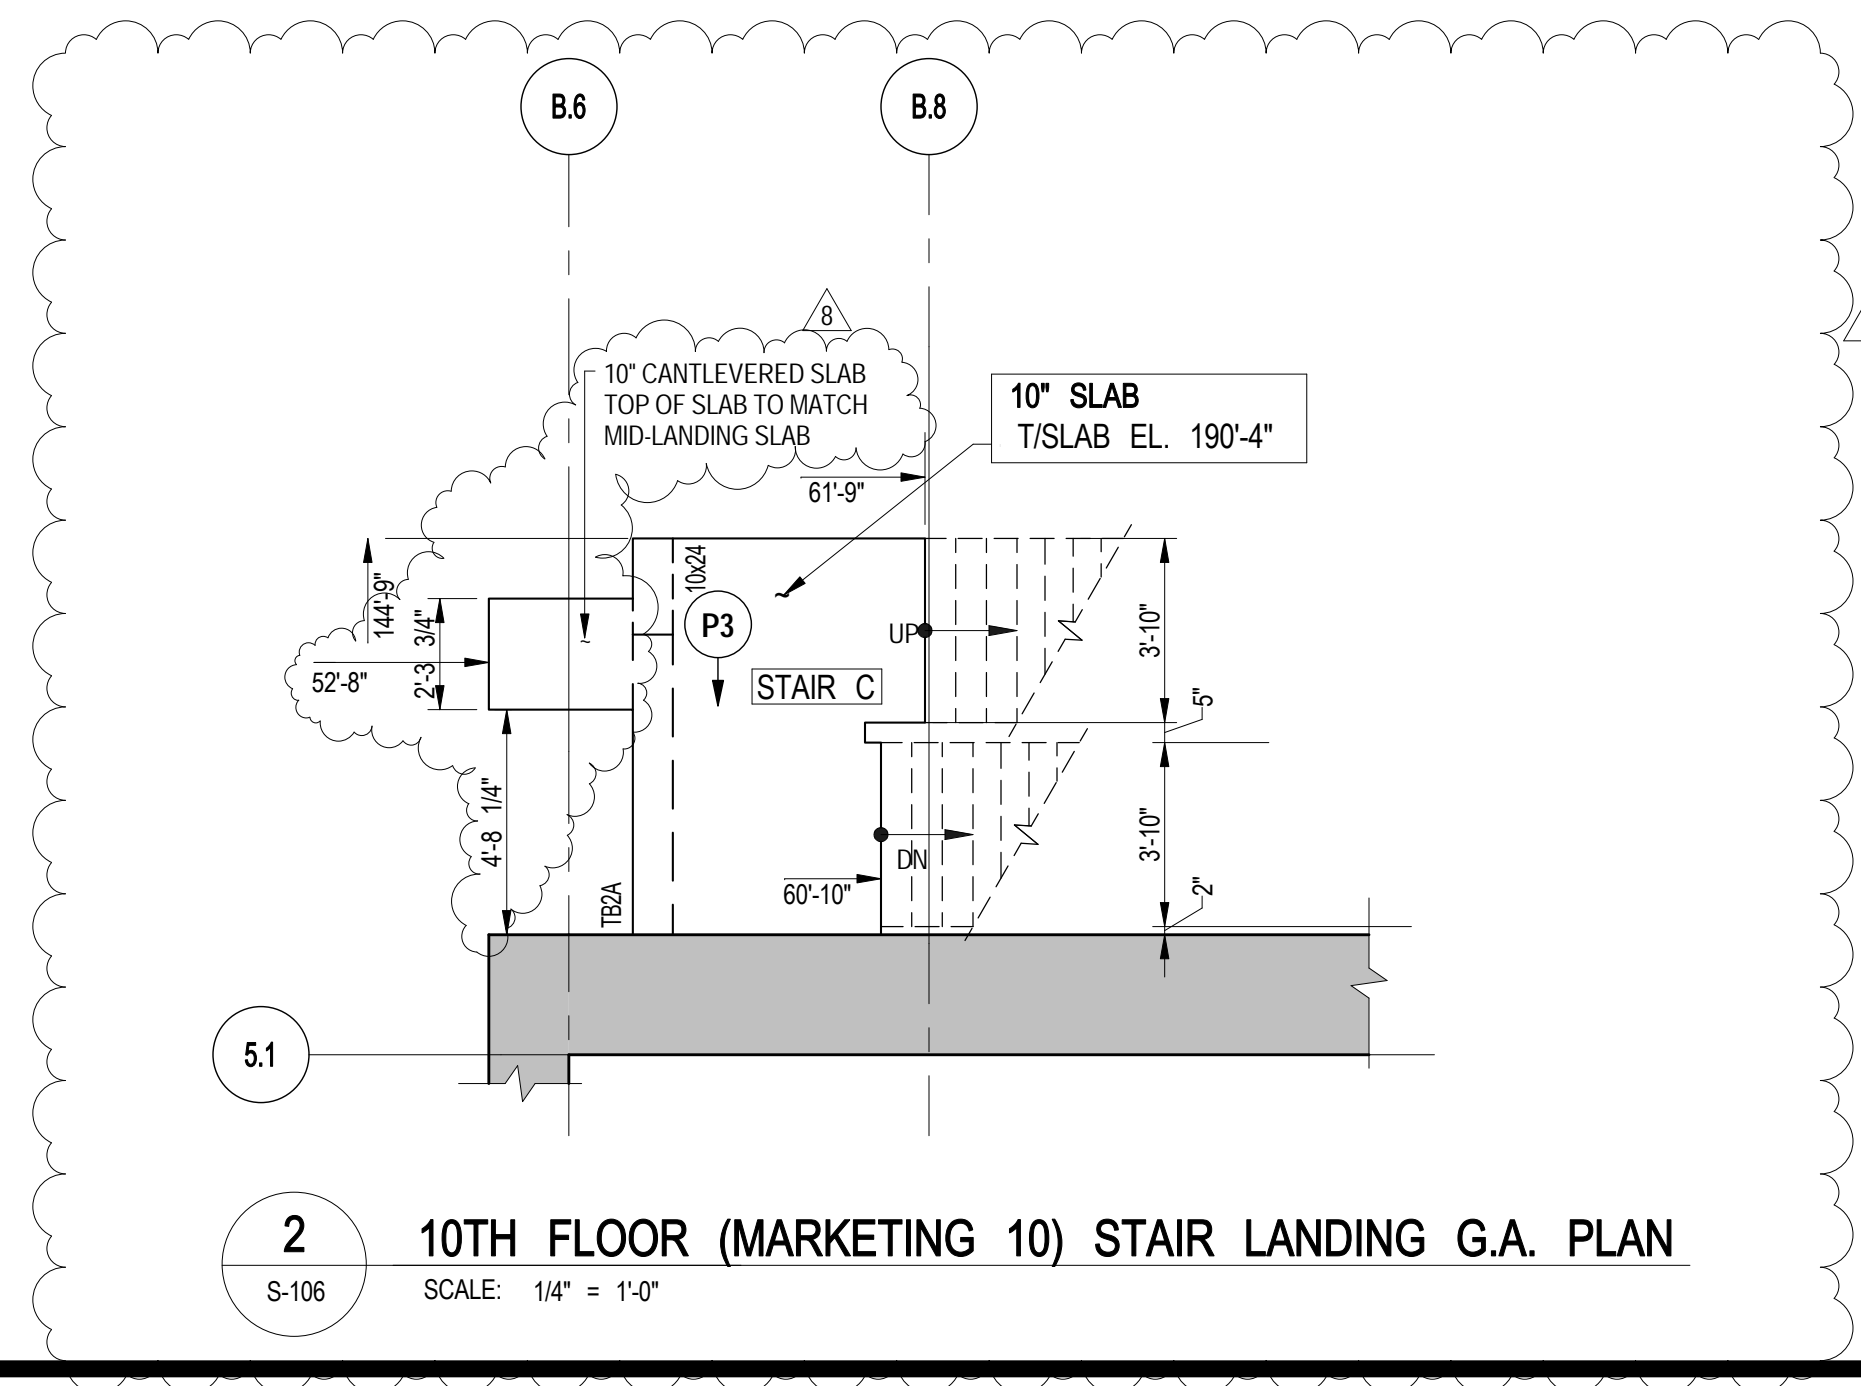 B.6
B.8
8
10" CANTLEVERED SLAB
TOP OF SLAB TO MATCH
MID-LANDING SLAB
10" SLAB
T/SLAB EL. 190'-4"
61'-9"
144'-9"
10x24
P3
UP
STAIR C
52'-8"
2'-3 3/4"
3'-10"
5"
4'-8 1/4"
TB2A
60'-10"
DN
3'-10"
2"
5.1
2
S-106
10TH FLOOR (MARKETING 10) STAIR LANDING G.A. PLAN
SCALE: 1/4" = 1'-0"